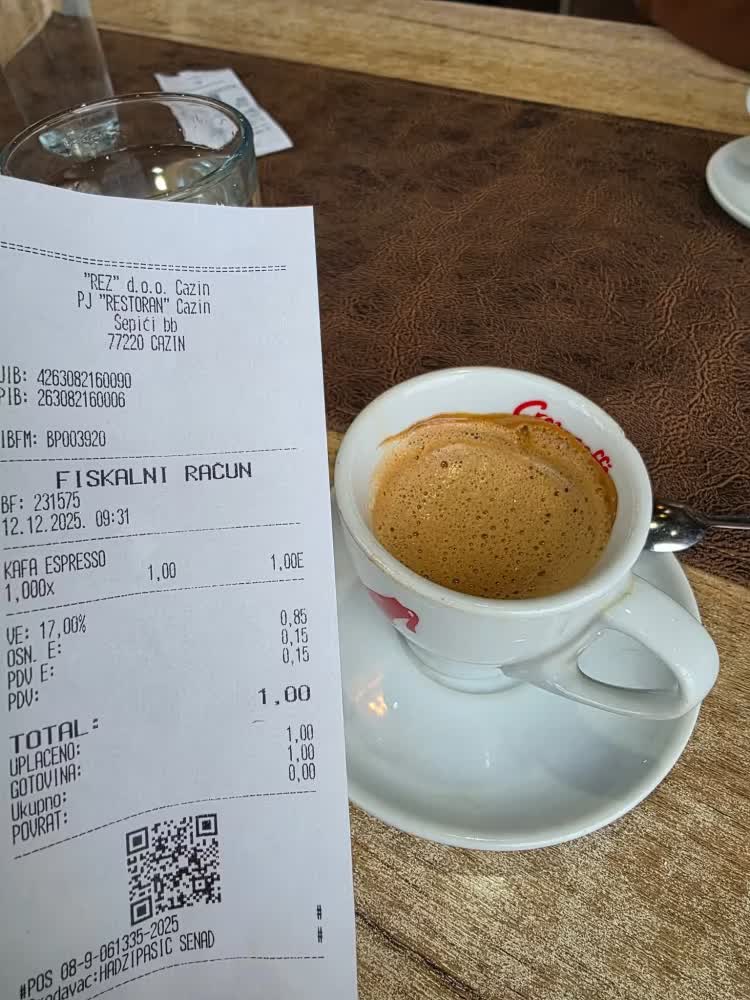 "REZ" d.o.o. Cazin
PJ "RESTORAN" Cazin
Šepići bb
77220 CAZIN
JIB: 4263082160090
PIB: 263082160006
IBFM: BP003920
FISKALNI RAČUN
BF: 231575
12.12.2025. 09:31
KAFA ESPRESSO
1,000x 1,00 1,00E
VE: 17,00%
OSN. E: 0,85
PDV E: 0,15
PDV: 0,15
TOTAL: 1,00
UPLAĆENO:
GOTOVINA: 1,00
Ukupno: 1,00
POVRAT: 0,00
#POS 08-9-061335-2025 #
Prodavac:HADZIPASIC SENAD #